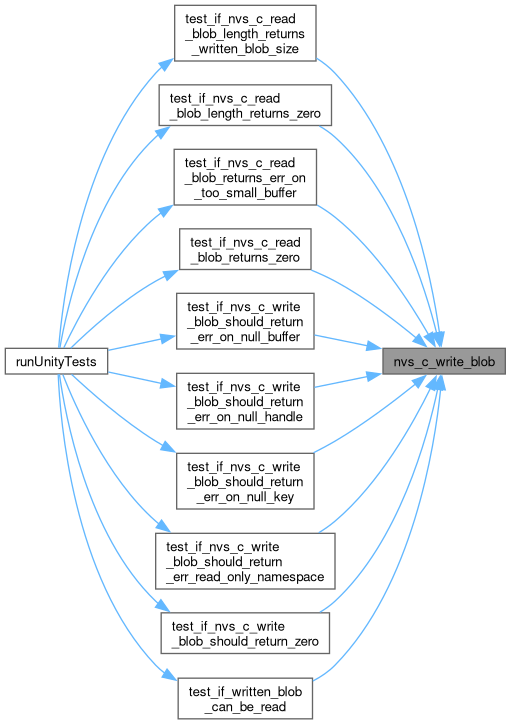 test_if_nvs_c_read
_blob_length_returns
_written_blob_size
test_if_nvs_c_read
_blob_length_returns_zero
test_if_nvs_c_read
_blob_returns_err_on
_too_small_buffer
test_if_nvs_c_read
_blob_returns_zero
test_if_nvs_c_write
_blob_should_return
_err_on_null_buffer
runUnityTests
nvs_c_write_blob
test_if_nvs_c_write
_blob_should_return
_err_on_null_handle
test_if_nvs_c_write
_blob_should_return
_err_on_null_key
test_if_nvs_c_write
_blob_should_return
_err_read_only_namespace
test_if_nvs_c_write
_blob_should_return_zero
test_if_written_blob
_can_be_read